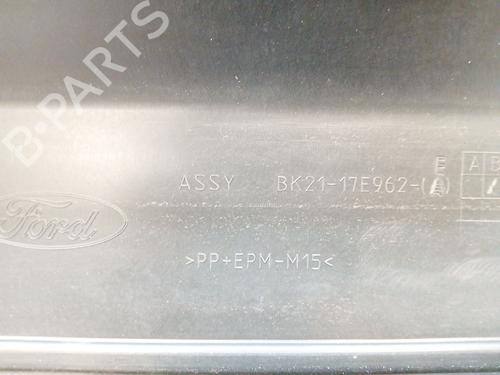 B-PARTS
E A B
ASSY BK21-17E962-(A)
Ford
>PP+EPM-M15<